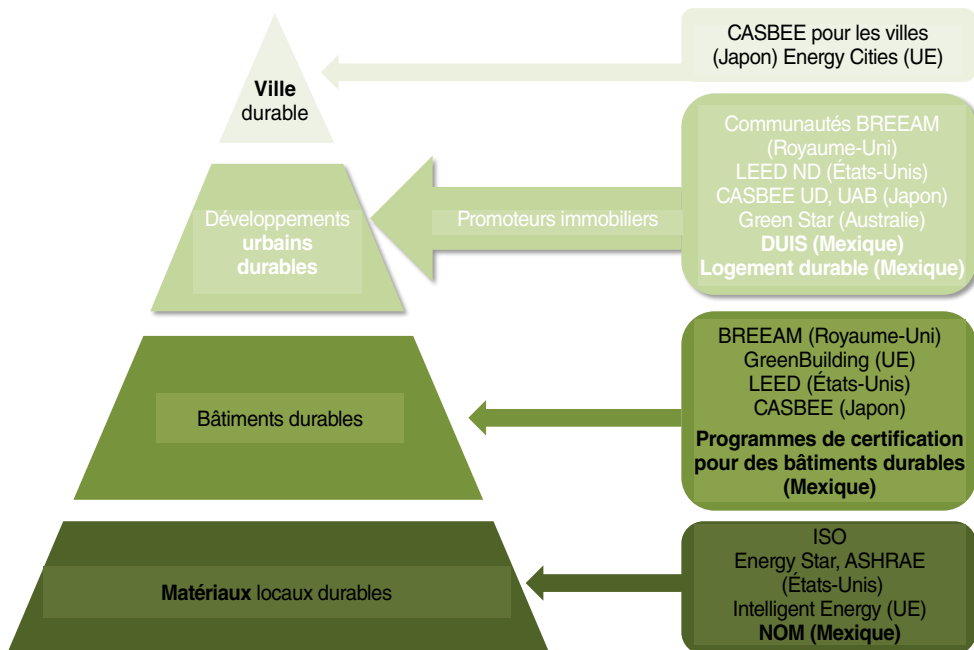 Ville
durable
CASBEE pour les villes
(Japon) Energy Cities (UE)
Développements
urbains
durables
Promoteurs immobiliers
Communautés BREEAM
(Royaume-Uni)
LEED ND (États-Unis)
CASBEE UD, UAB (Japon)
Green Star (Australie)
DUIS (Mexique)
Logement durable (Mexique)
Bâtiments durables
BREEAM (Royaume-Uni)
GreenBuilding (UE)
LEED (États-Unis)
CASBEE (Japon)
Programmes de certification
pour des bâtiments durables
(Mexique)
Matériaux locaux durables
ISO
Energy Star, ASHRAE
(États-Unis)
Intelligent Energy (UE)
NOM (Mexique)